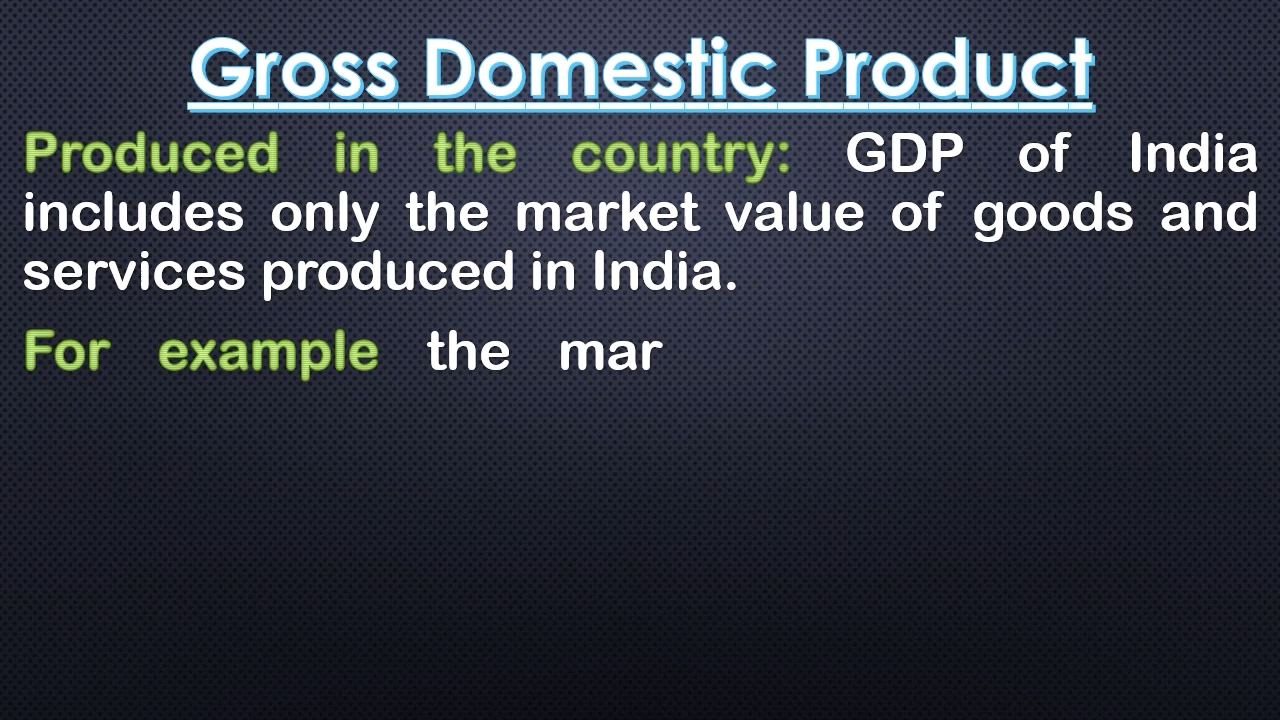 Gross Domestic Product
Produced in the country: GDP of India
includes only the market value of goods and
services produced in India.
For example the mar